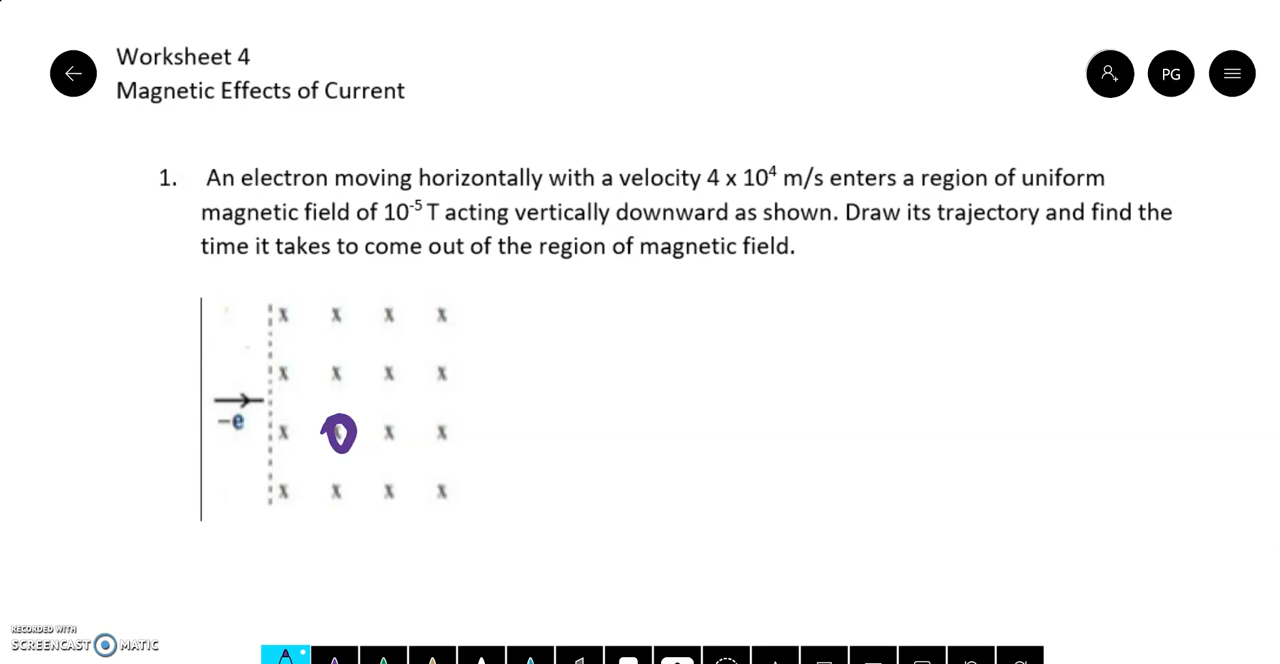 Worksheet 4
Magnetic Effects of Current
PG
1. An electron moving horizontally with a velocity 4 x 10⁴ m/s enters a region of uniform
magnetic field of 10⁻⁵ T acting vertically downward as shown. Draw its trajectory and find the
time it takes to come out of the region of magnetic field.
x x x x
x x x x
-e
x x x
x x x x
RECORDED WITH
SCREENCAST MATIC